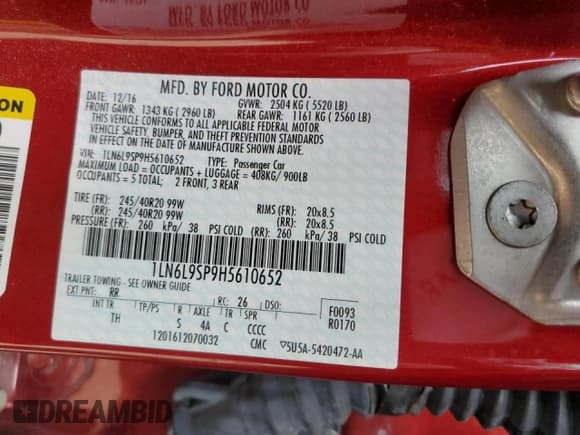 MFD. BY FORD MOTOR CO.
DATE: 12/16 GVWR: 2504 KG ( 5520 LB)
FRONT GAWR: 1343 KG ( 2960 LB) REAR GAWR: 1161 KG ( 2560 LB)
THIS VEHICLE CONFORMS TO ALL APPLICABLE FEDERAL MOTOR
VEHICLE SAFETY, BUMPER, AND THEFT PREVENTION STANDARDS
IN EFFECT ON THE DATE OF MANUFACTURE SHOWN ABOVE.
VIN: 1LN6L9SP9H5610652 TYPE: Passenger Car
MAXIMUM LOAD = OCCUPANTS + LUGGAGE = 408KG/ 900LB
OCCUPANTS = 5 TOTAL; 2 FRONT, 3 REAR
TIRE (FR): 245/40R20 99W RIMS (FR): 20x8.5
(RR): 245/40R20 99W (RR): 20x8.5
PRESSURE (FR): 260 kPa/ 38 PSI COLD (RR): 260 kPa/ 38 PSI COLD
1LN6L9SP9H5610652
TRAILER TOWING - SEE OWNER GUIDE
EXT PNT: RR RC: 26 DSO: F0093
INT TR TP/PS R AXLE TR SPR R0170
TH S 4A C CCCC
1201612070032 CMC ▽5U5A-5420472-AA
DREAMBID